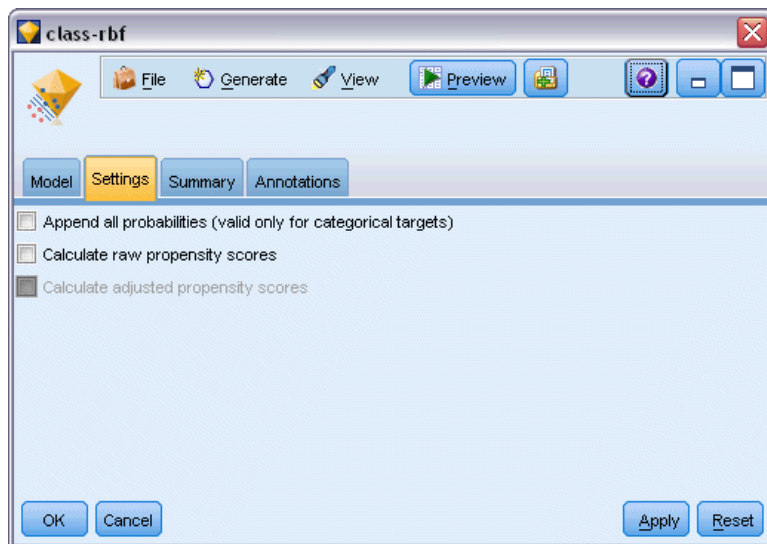 class-rbf
File Generate View Preview
Model Settings Summary Annotations
Append all probabilities (valid only for categorical targets)
Calculate raw propensity scores
Calculate adjusted propensity scores
OK Cancel Apply Reset